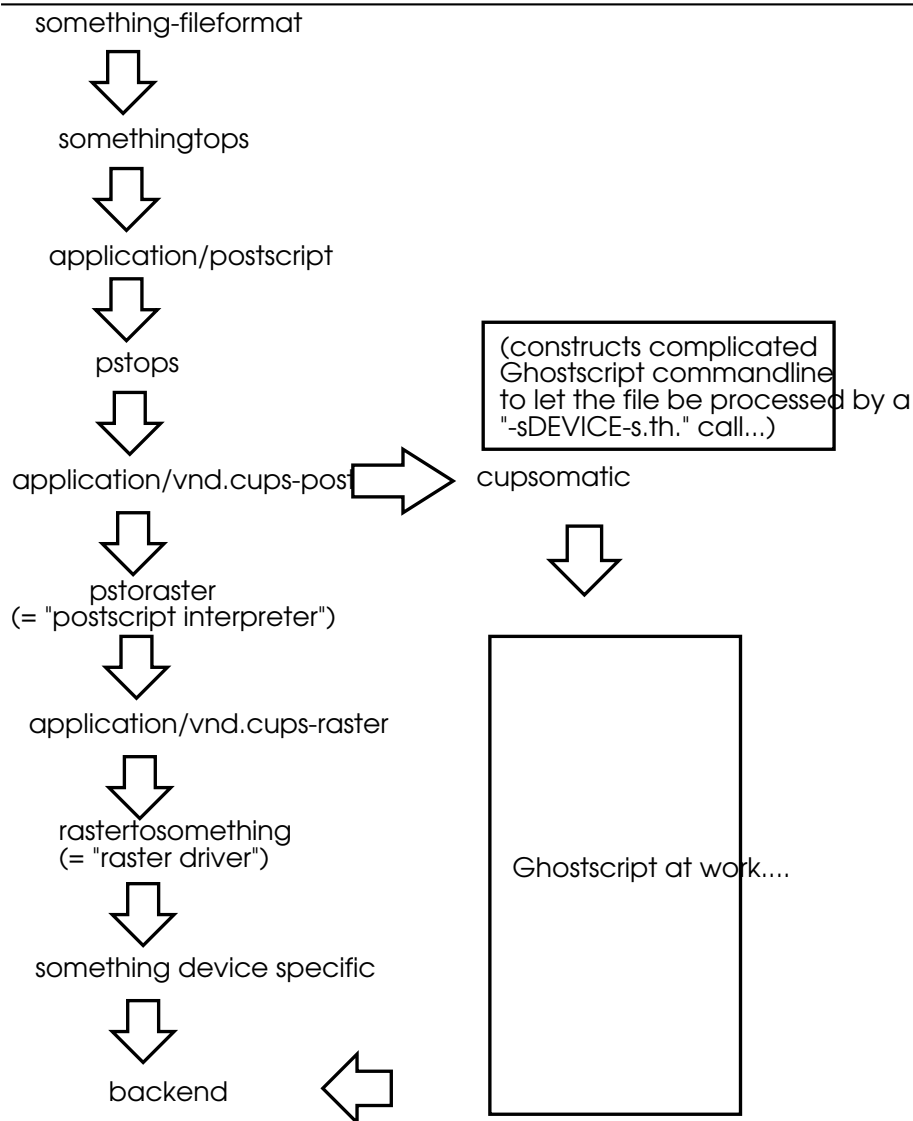 something-fileformat
somethingtops
application/postscript
pstops
(constructs complicated
Ghostscript commandline
to let the file be processed by a
"-sDEVICE-s.th." call...)
application/vnd.cups-post
cupsomatic
pstoraster
(= "postscript interpreter")
application/vnd.cups-raster
rastertosomething
(= "raster driver")
Ghostscript at work....
something device specific
backend